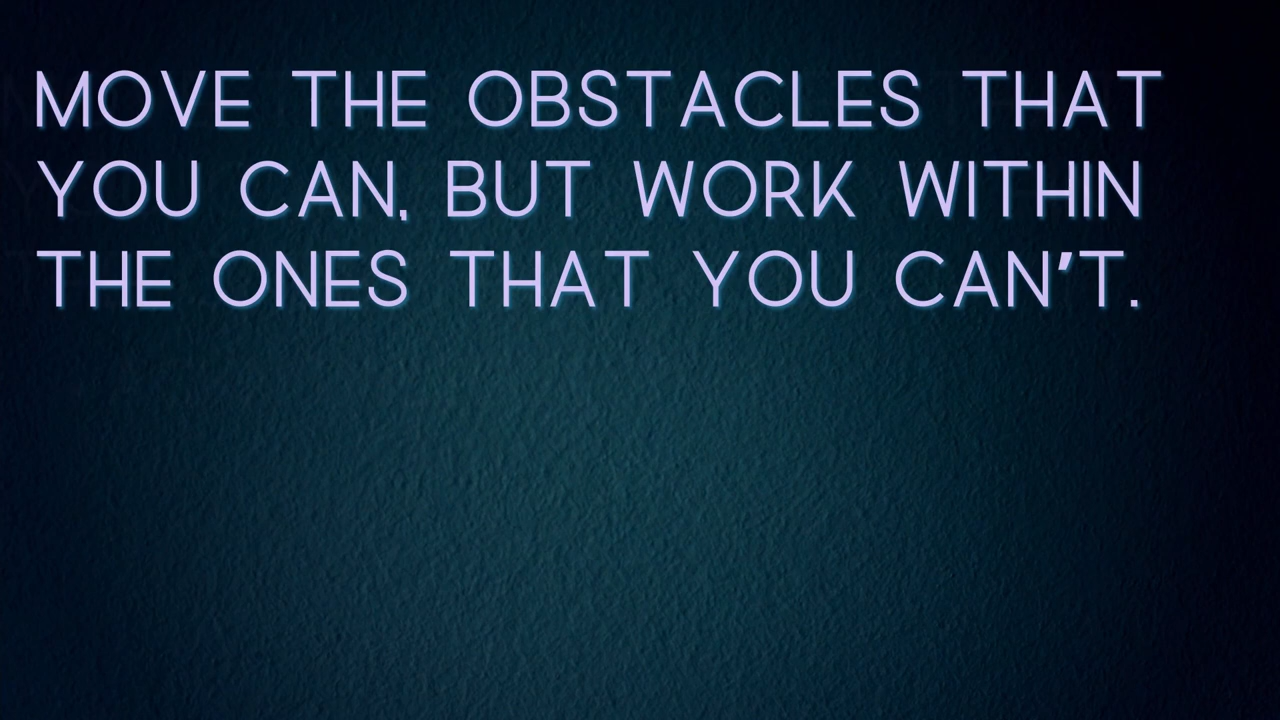 MOVE THE OBSTACLES THAT
YOU CAN, BUT WORK WITHIN
THE ONES THAT YOU CAN'T.